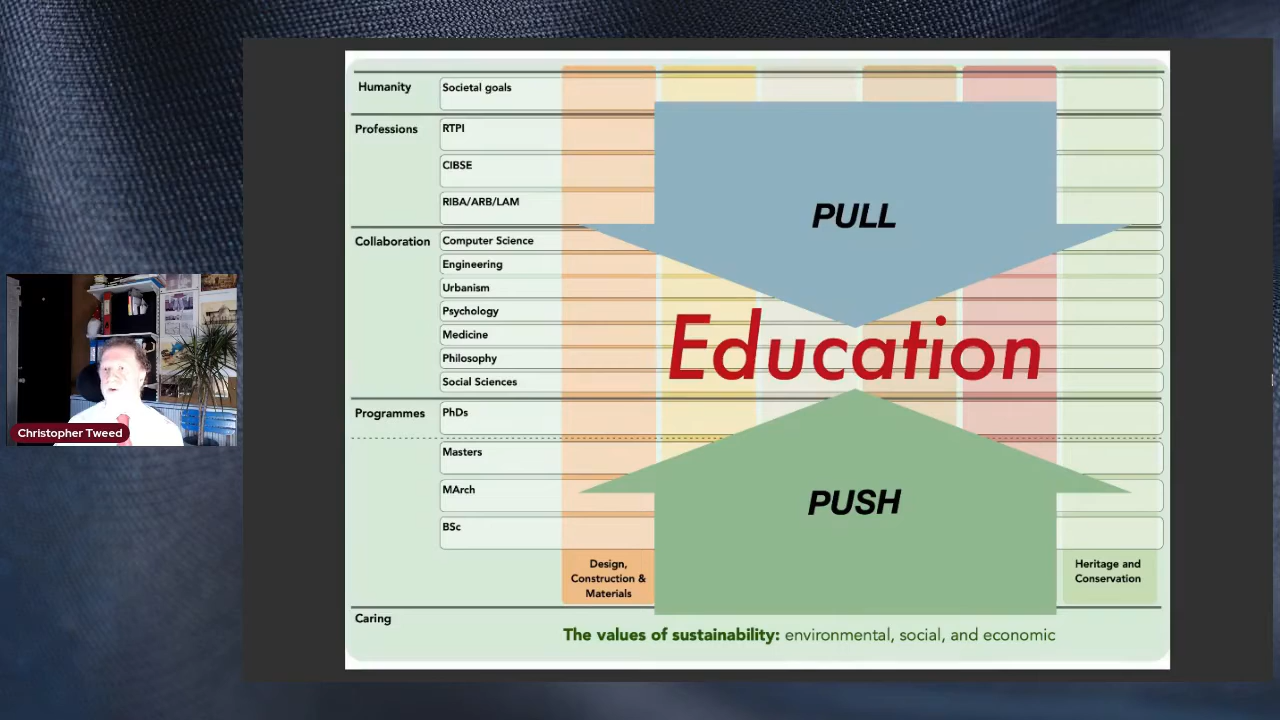 Humanity
Societal goals
Professions
RTPI
CIBSE
RIBA/ARB/LAM
PULL
Collaboration
Computer Science
Engineering
Urbanism
Psychology
Medicine
Philosophy
Social Sciences
Education
Programmes
PhDs
Masters
MArch
BSc
PUSH
Design,
Construction &
Materials
Heritage and
Conservation
Caring
The values of sustainability: environmental, social, and economic
Christopher Tweed